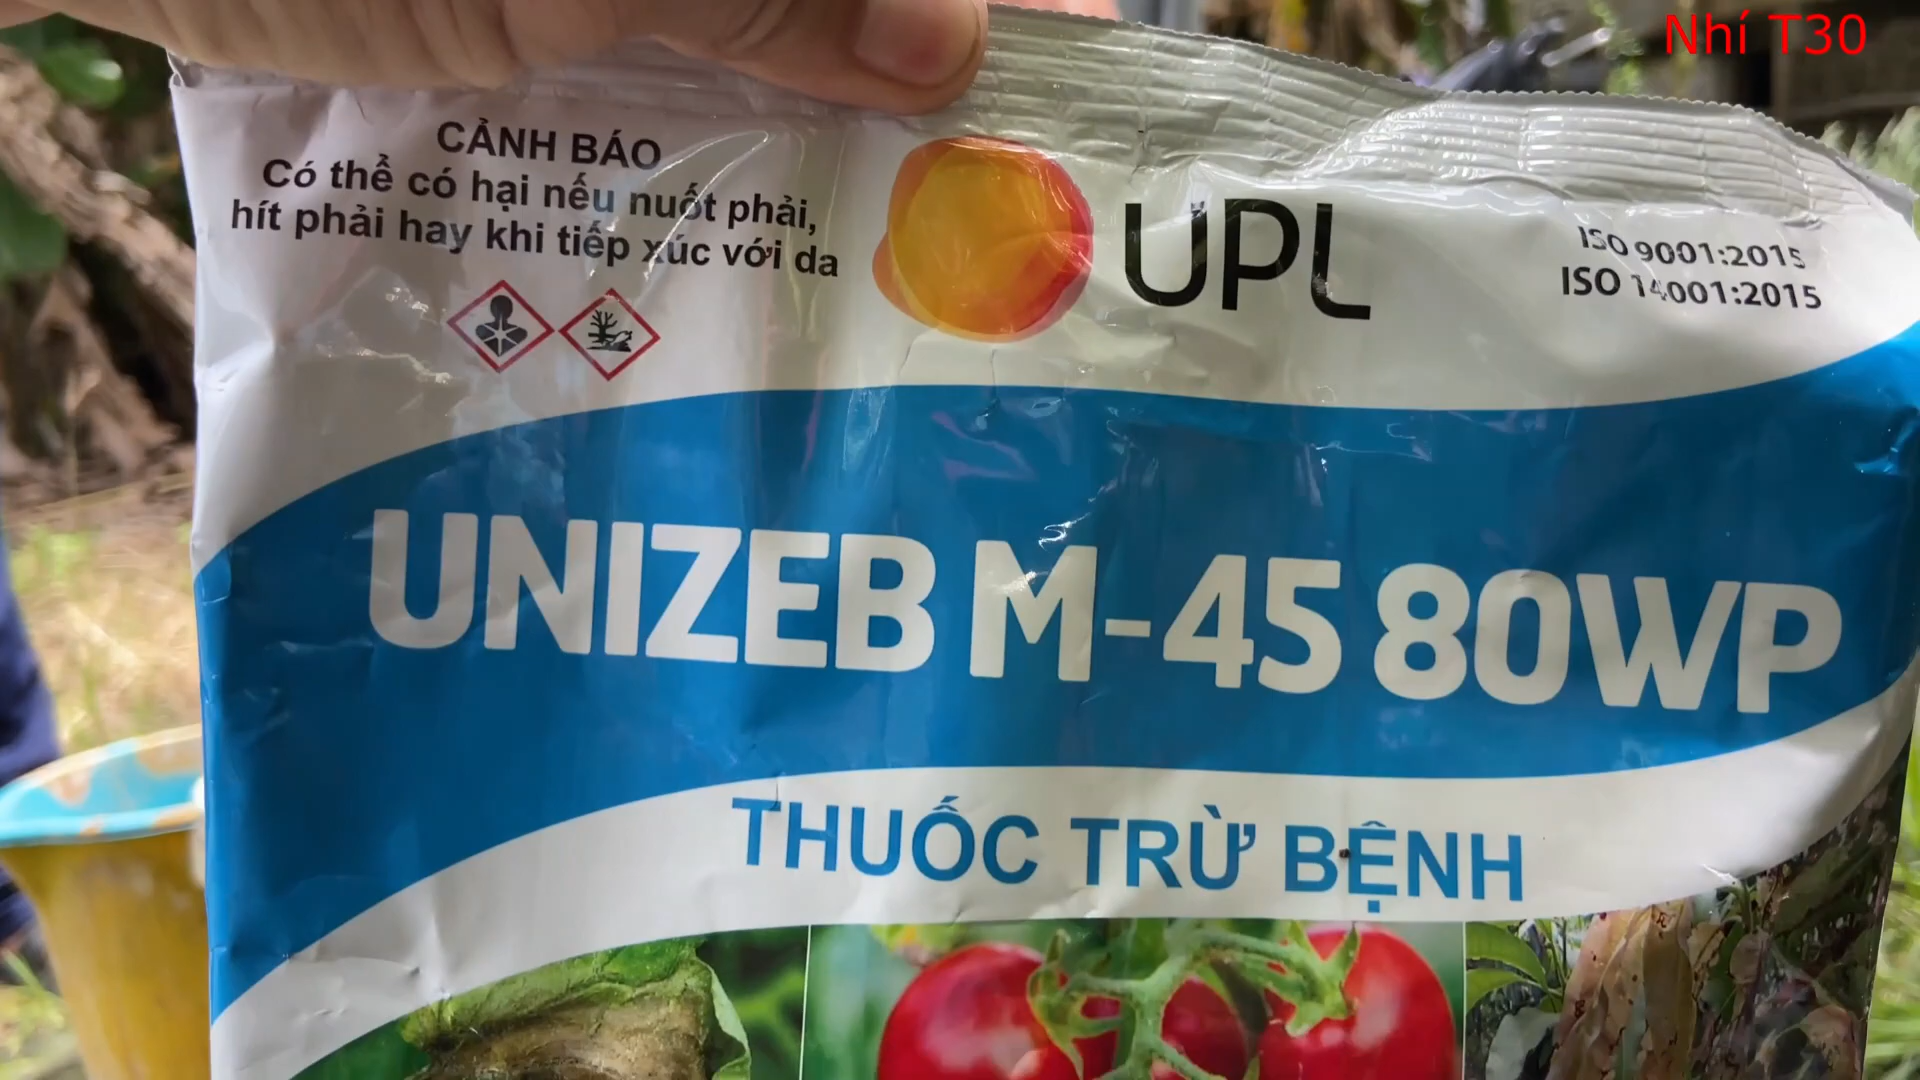 Nhí T30
CẢNH BÁO
Có thể có hại nếu nuốt phải,
hít phải hay khi tiếp xúc với da
UPL
ISO 9001:2015
ISO 14001:2015
UNIZEB M-45 80WP
THUỐC TRỪ BỆNH